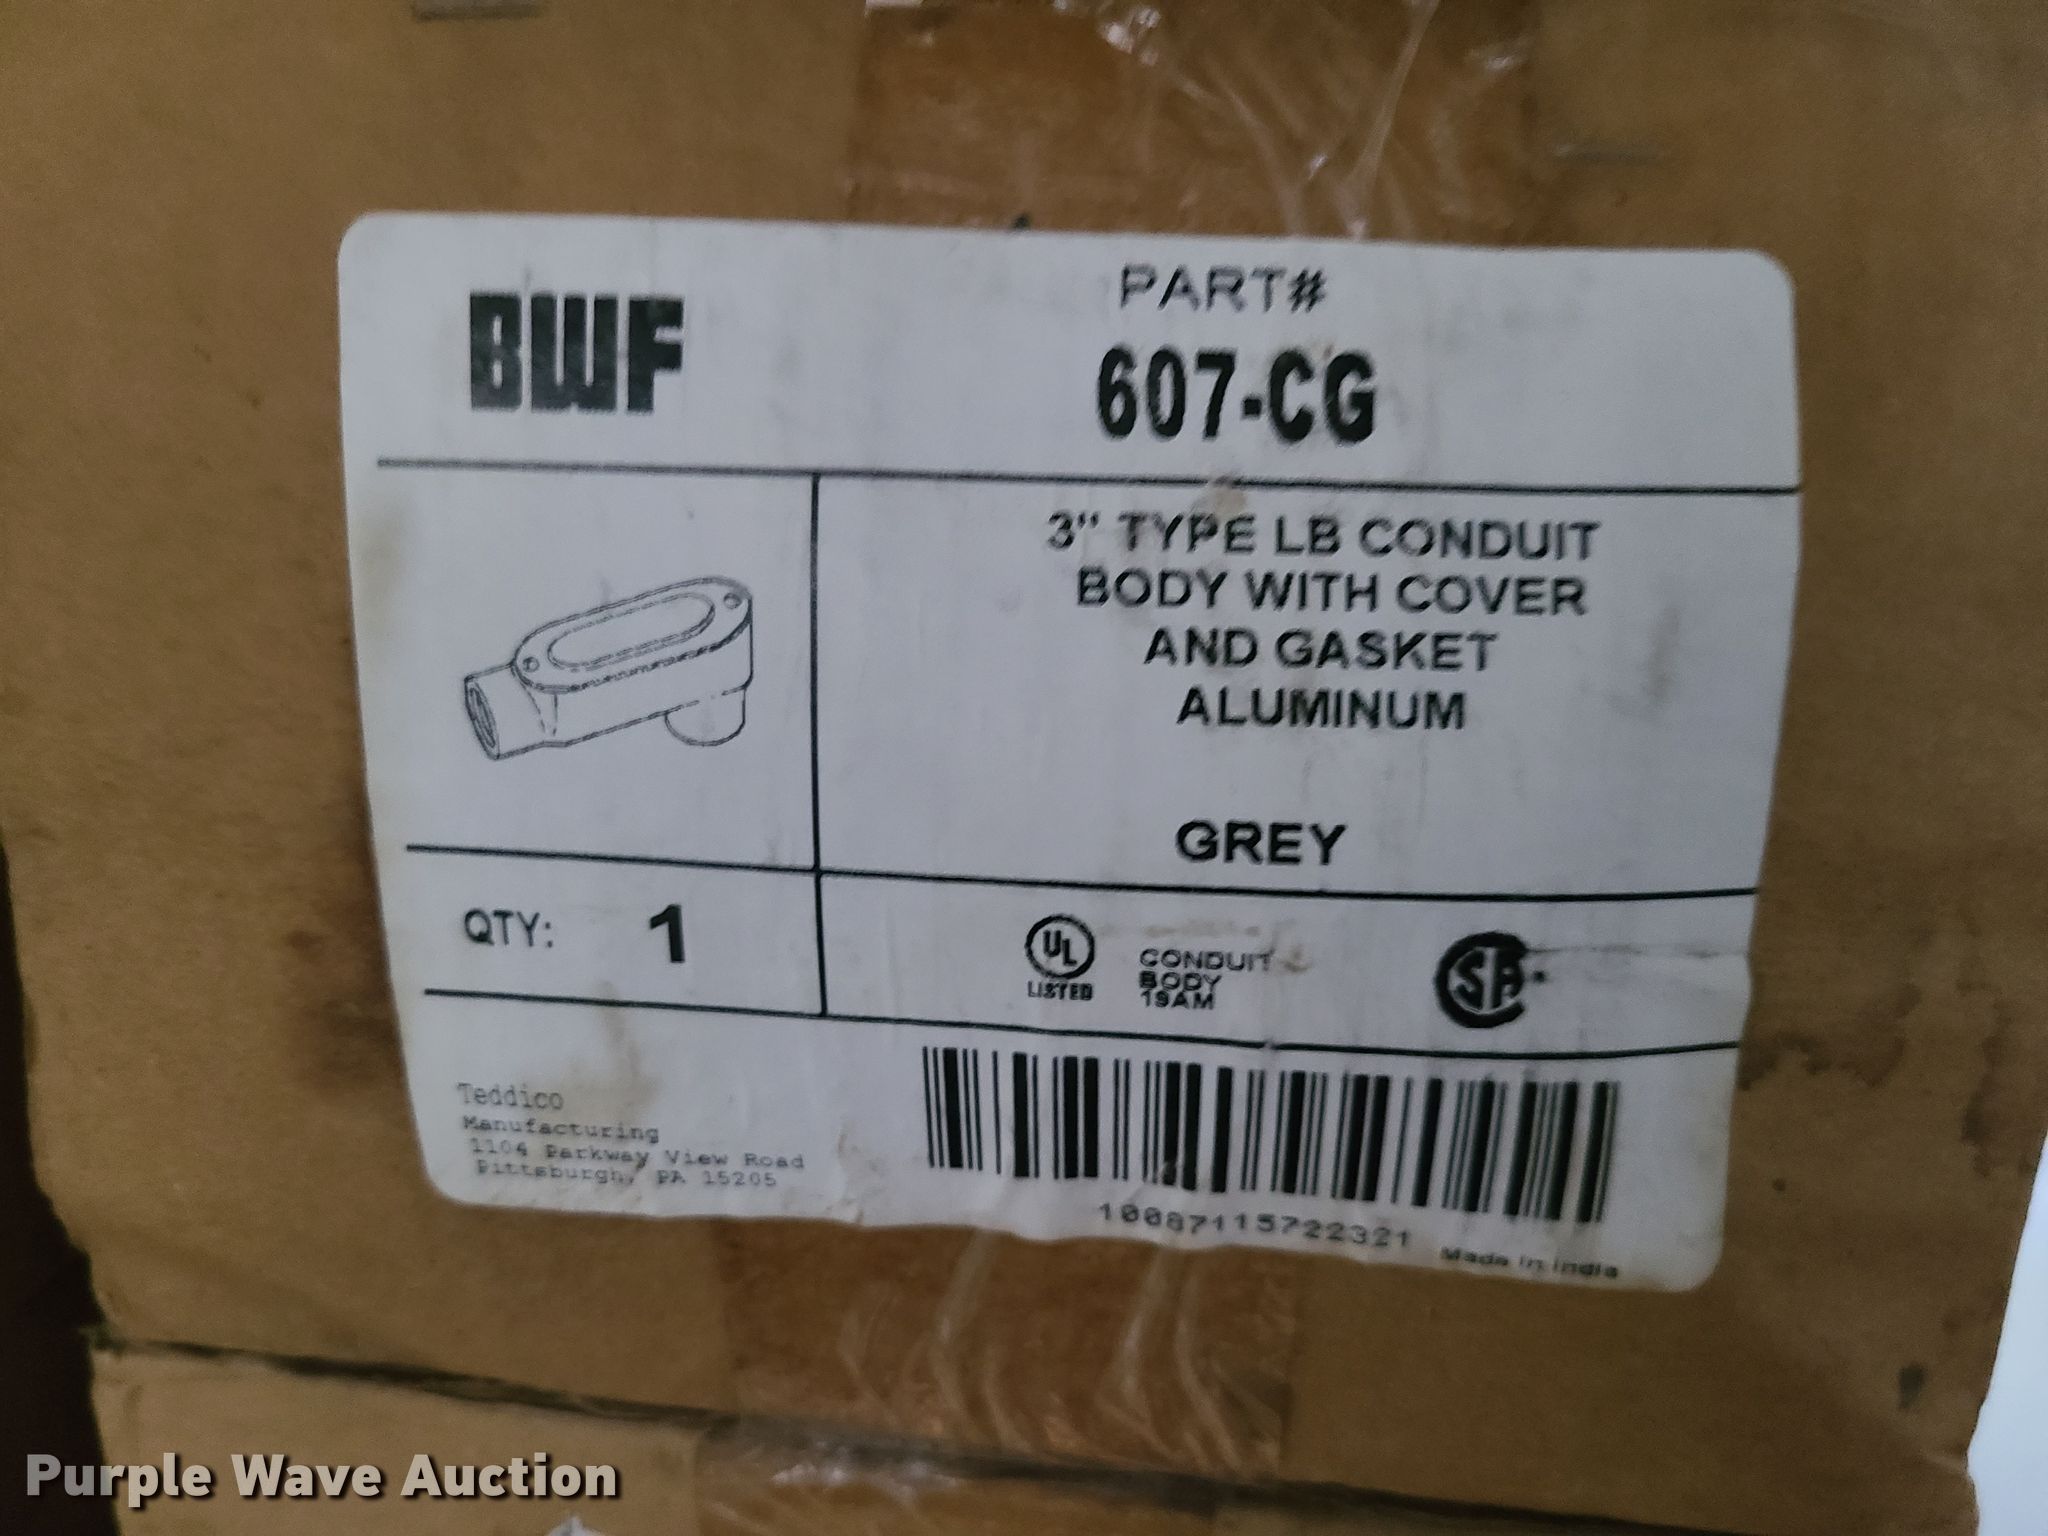 BWF
PART#
607-CG
3" TYPE LB CONDUIT
BODY WITH COVER
AND GASKET
ALUMINUM
GREY
QTY: 1
UL
LISTED
CONDUIT
BODY
19AM
SA
Teddico
Manufacturing
1104 Parkway View Road
Pittsburgh, PA 15205
10087115722321
Made in India
Purple Wave Auction